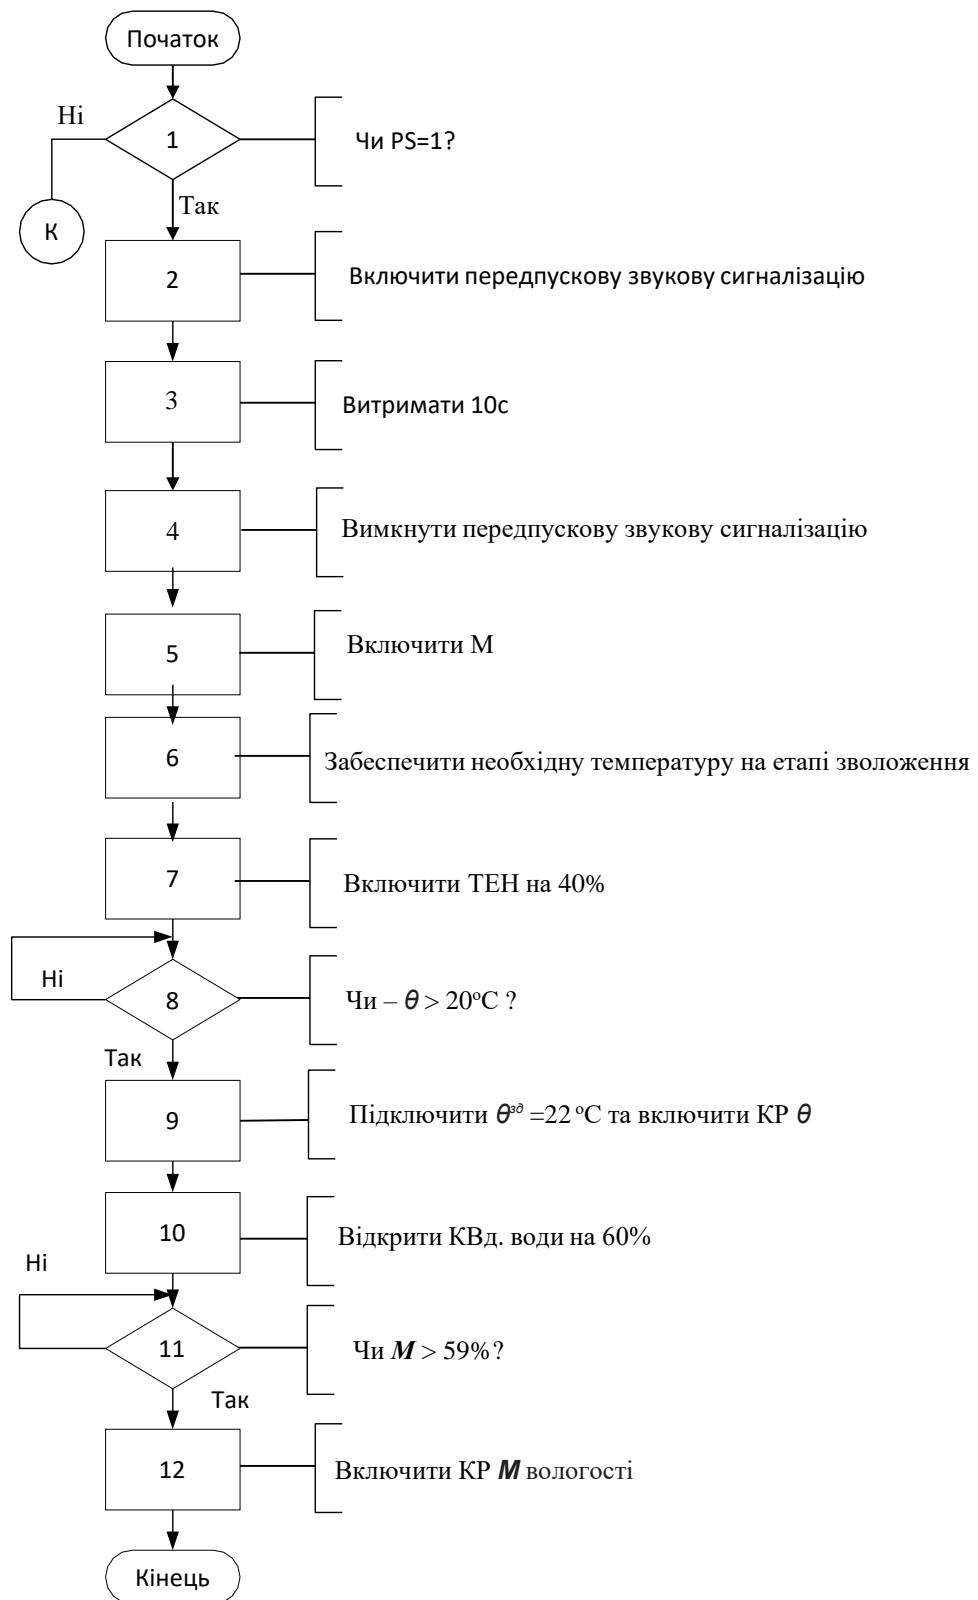 Початок
Ні
1
Чи PS=1?
Так
К
2
Включити передпускову звукову сигналізацію
3
Витримати 10с
4
Вимкнути передпускову звукову сигналізацію
5
Включити М
6
Забеспечити необхідну температуру на етапі зволоження
7
Включити ТЕН на 40%
Ні
8
Чи – θ > 20°С ?
Так
9
Підключити θᶻᵈ =22 °С та включити КР θ
10
Відкрити КВд. води на 60%
Ні
11
Чи М > 59%?
Так
12
Включити КР М вологості
Кінець